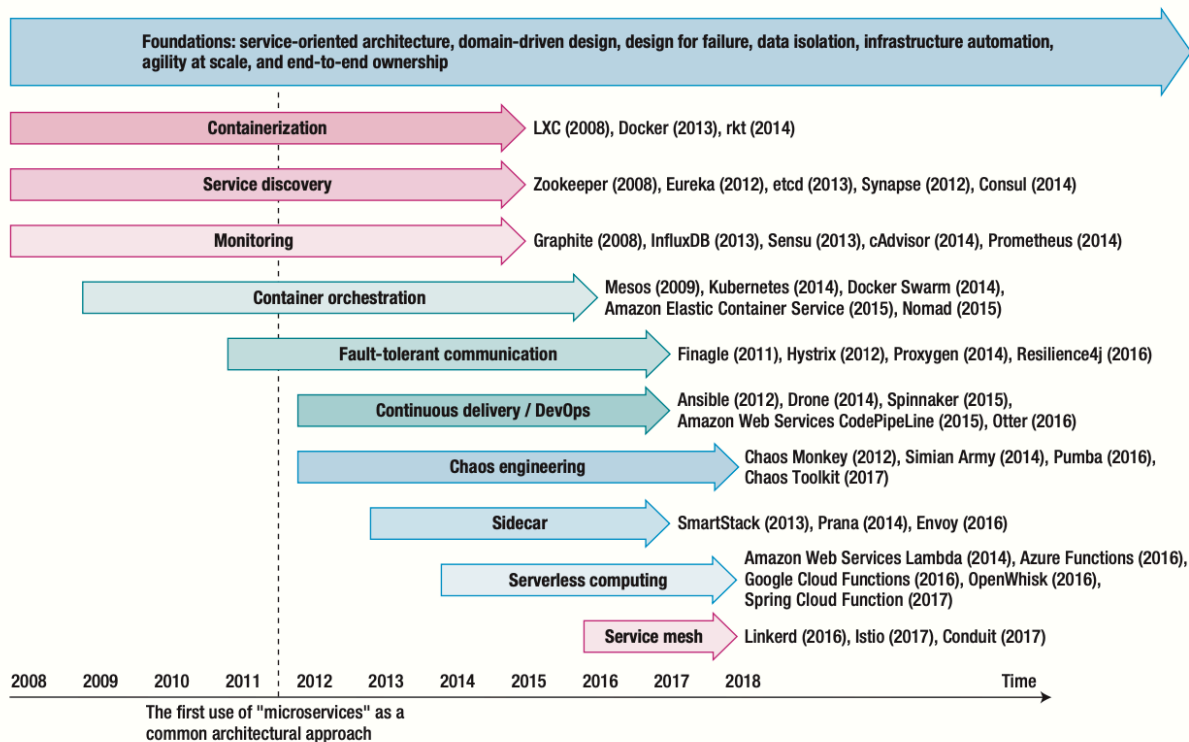 Foundations: service-oriented architecture, domain-driven design, design for failure, data isolation, infrastructure automation,
agility at scale, and end-to-end ownership
Containerization
LXC (2008), Docker (2013), rkt (2014)
Service discovery
Zookeeper (2008), Eureka (2012), etcd (2013), Synapse (2012), Consul (2014)
Monitoring
Graphite (2008), InfluxDB (2013), Sensu (2013), cAdvisor (2014), Prometheus (2014)
Container orchestration
Mesos (2009), Kubernetes (2014), Docker Swarm (2014),
Amazon Elastic Container Service (2015), Nomad (2015)
Fault-tolerant communication
Finagle (2011), Hystrix (2012), Proxygen (2014), Resilience4j (2016)
Continuous delivery / DevOps
Ansible (2012), Drone (2014), Spinnaker (2015),
Amazon Web Services CodePipeLine (2015), Otter (2016)
Chaos engineering
Chaos Monkey (2012), Simian Army (2014), Pumba (2016),
Chaos Toolkit (2017)
Sidecar
SmartStack (2013), Prana (2014), Envoy (2016)
Serverless computing
Amazon Web Services Lambda (2014), Azure Functions (2016),
Google Cloud Functions (2016), OpenWhisk (2016),
Spring Cloud Function (2017)
Service mesh
Linkerd (2016), Istio (2017), Conduit (2017)
2008 2009 2010 2011 2012 2013 2014 2015 2016 2017 2018 Time
The first use of "microservices" as a
common architectural approach